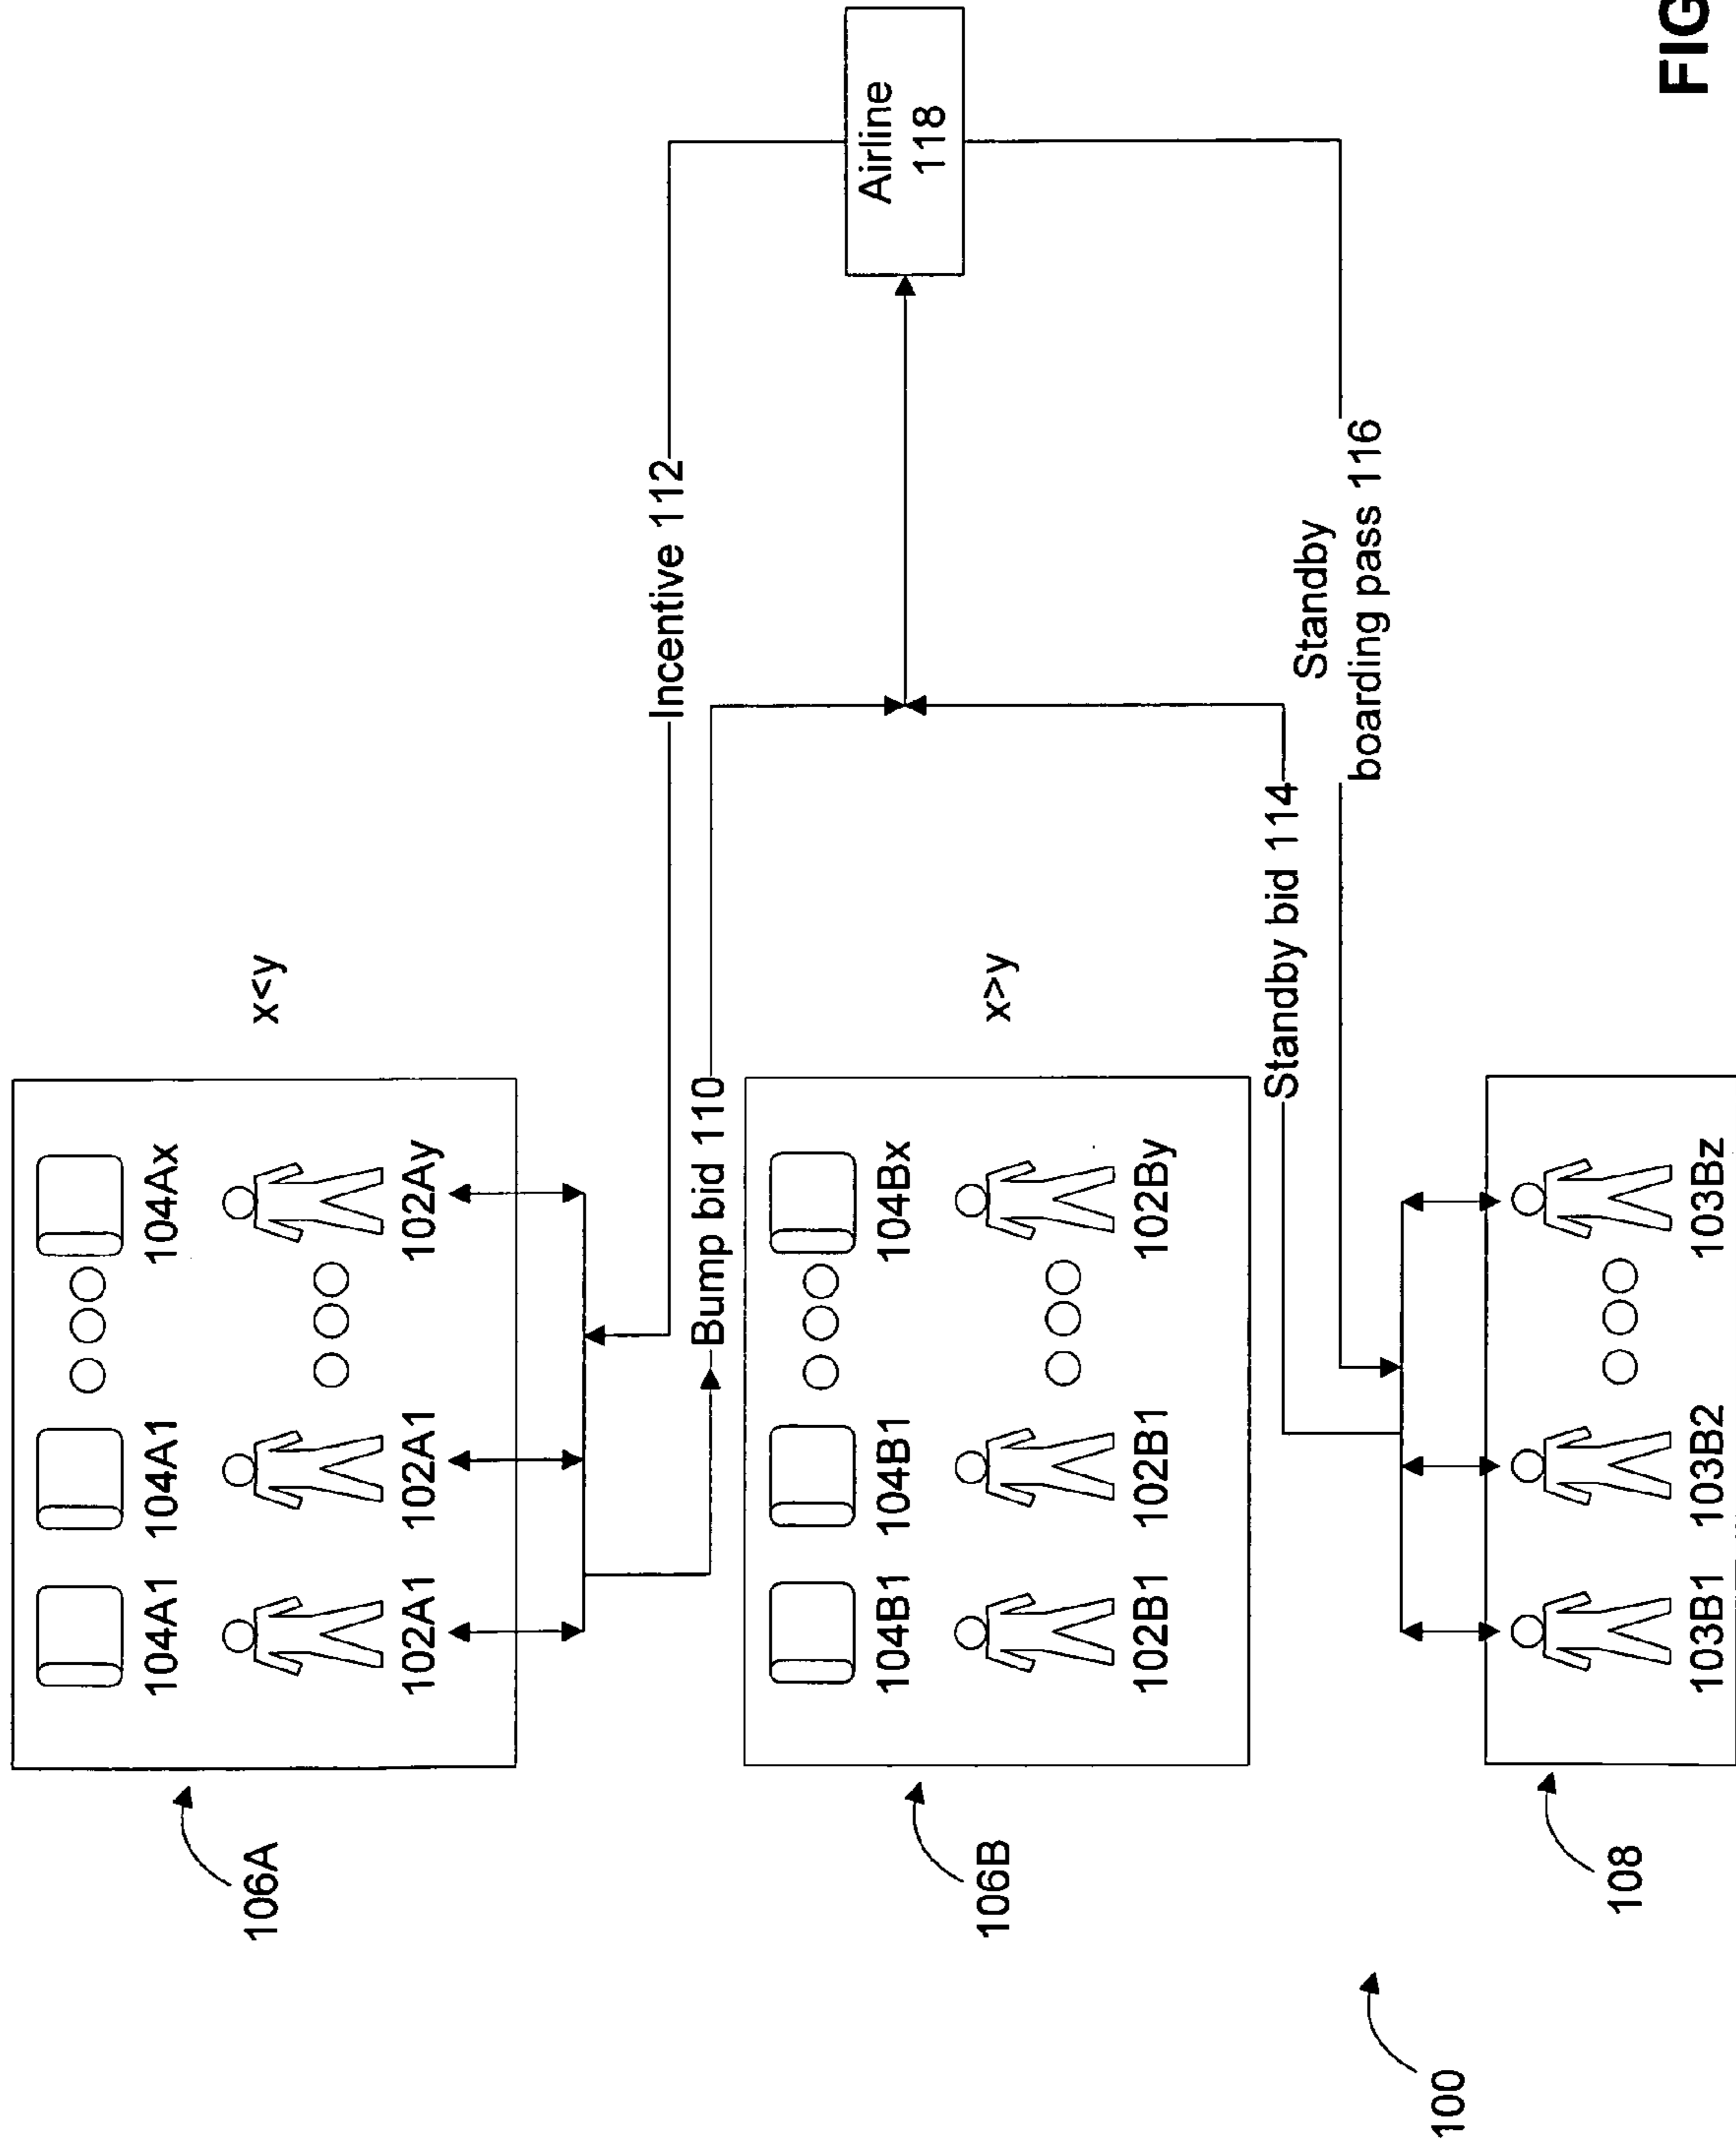 104A1 104A1 104Ax
x<y
102A1 102A1 102Ay
106A
Incentive 112
Bump bid 110
104B1 104B1 104Bx
Airline
118
x>y
102B1 102B1 102By
106B
Standby bid 114
Standby
boarding pass 116
103B1 103B2 103Bz
108
100
FIG